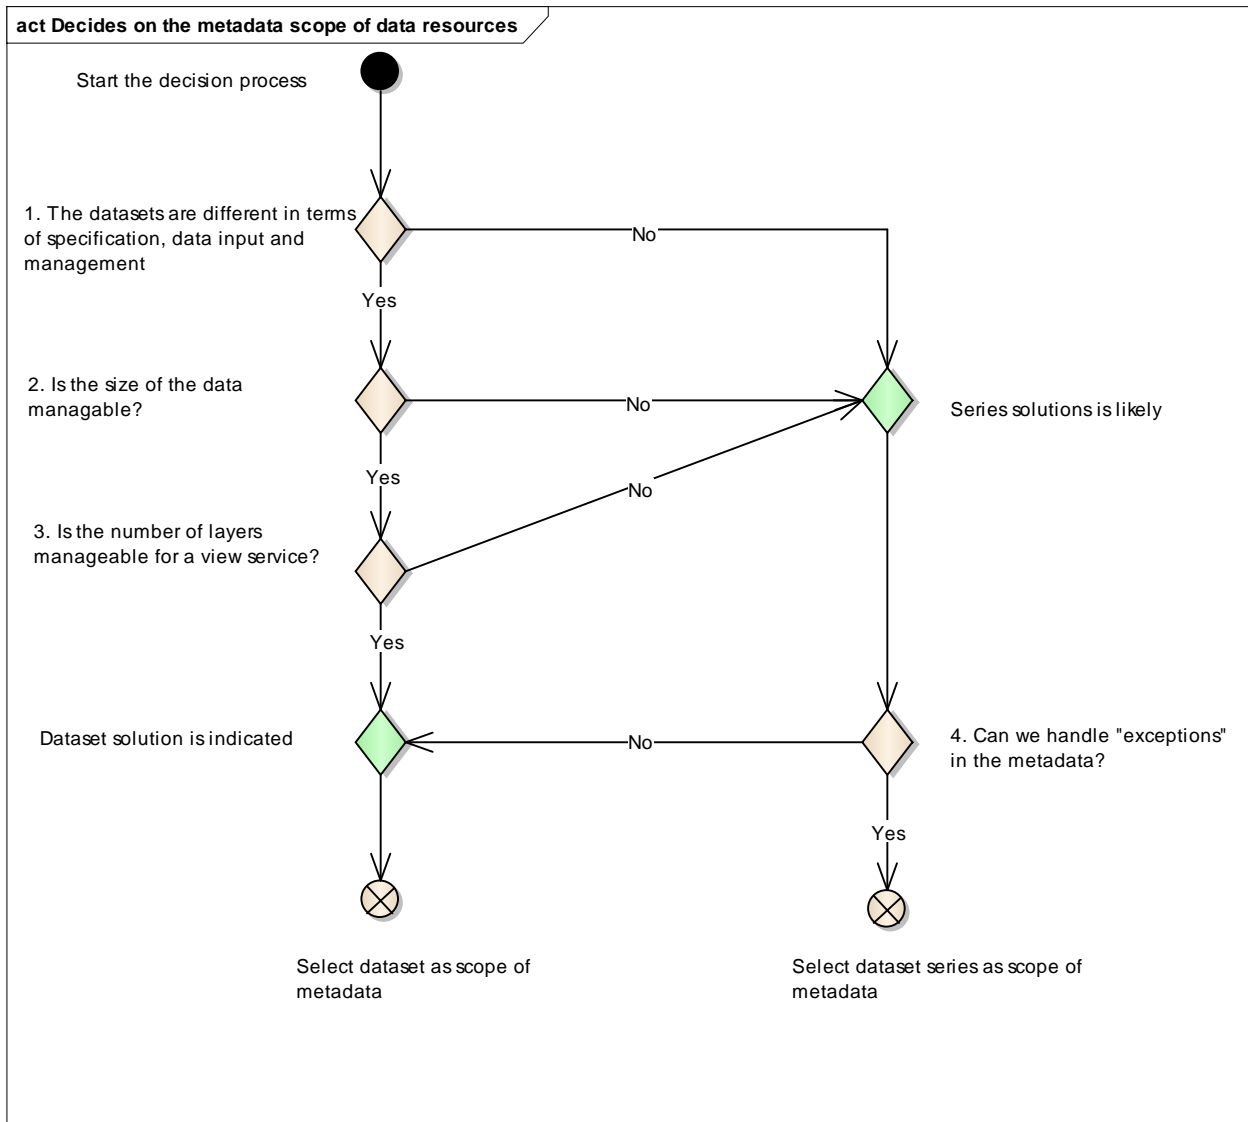 act Decides on the metadata scope of data resources
Start the decision process
1. The datasets are different in terms
of specification, data input and
management
No
Yes
2. Is the size of the data
managable?
No
Series solutions is likely
Yes
No
3. Is the number of layers
manageable for a view service?
Yes
Dataset solution is indicated
No
4. Can we handle "exceptions"
in the metadata?
Yes
Select dataset as scope of
metadata
Select dataset series as scope of
metadata